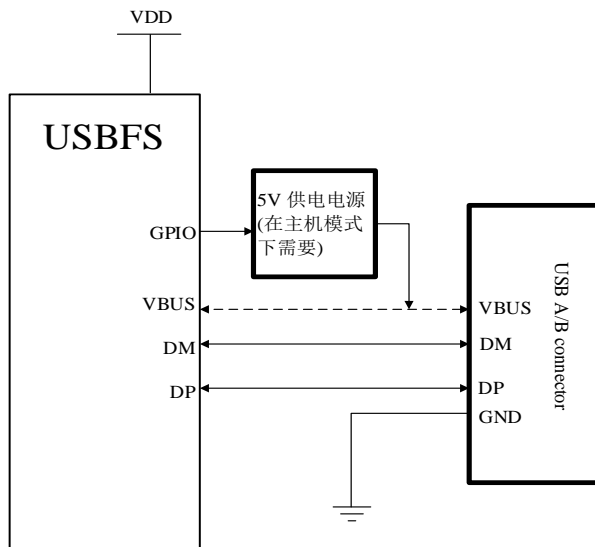 VDD
USBFS
5V 供电电源
(在主机模式
下需要)
GPIO
VBUS
DM
DP
VBUS
DM
DP
GND
USB A/B connector